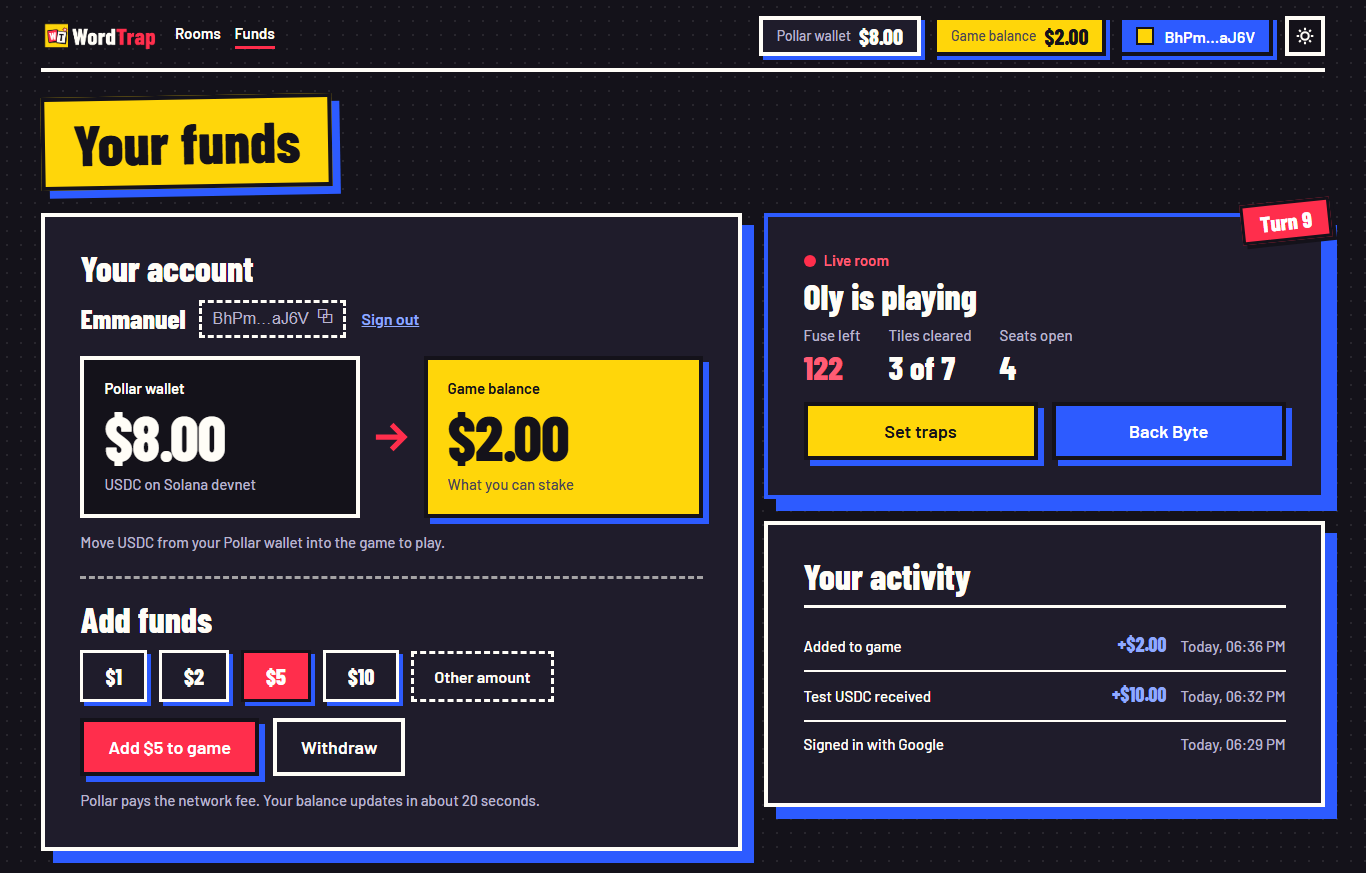 WT WordTrap Rooms Funds Pollar wallet $8.00 Game balance $2.00 BhPm...aJ6V
Your funds
Your account
Emmanuel BhPm...aJ6V Sign out
Pollar wallet
$8.00
USDC on Solana devnet
Game balance
$2.00
What you can stake
Move USDC from your Pollar wallet into the game to play.
Add funds
$1 $2 $5 $10 Other amount
Add $5 to game Withdraw
Pollar pays the network fee. Your balance updates in about 20 seconds.
Turn 9
Live room
Oly is playing
Fuse left Tiles cleared Seats open
122 3 of 7 4
Set traps Back Byte
Your activity
Added to game +$2.00 Today, 06:36 PM
Test USDC received +$10.00 Today, 06:32 PM
Signed in with Google Today, 06:29 PM